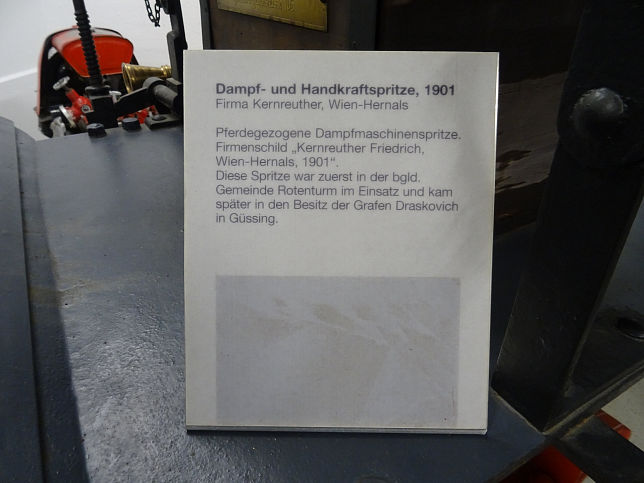 Dampf- und Handkraftspritze, 1901
Firma Kernreuther, Wien-Hernals
Pferdegezogene Dampfmaschinenspritze.
Firmenschild „Kernreuther Friedrich,
Wien-Hernals, 1901“.
Diese Spritze war zuerst in der bgld.
Gemeinde Rotenturm im Einsatz und kam
später in den Besitz der Grafen Draskovich
in Güssing.